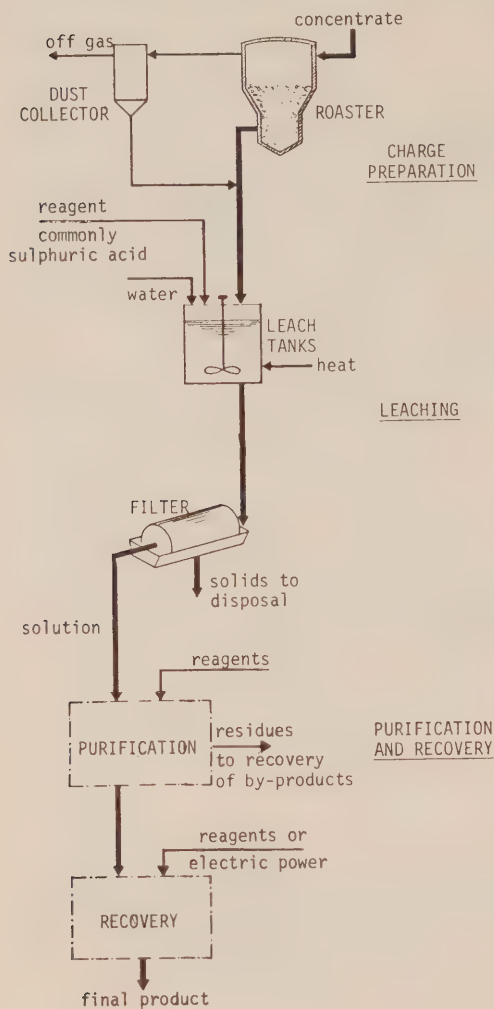 concentrate
off gas
DUST
COLLECTOR
ROASTER
CHARGE
PREPARATION
reagent
commonly
sulphuric acid
water
LEACH
TANKS
heat
LEACHING
FILTER
solids to
disposal
solution
reagents
PURIFICATION
residues
to recovery
of by-products
PURIFICATION
AND RECOVERY
reagents or
electric power
RECOVERY
final product